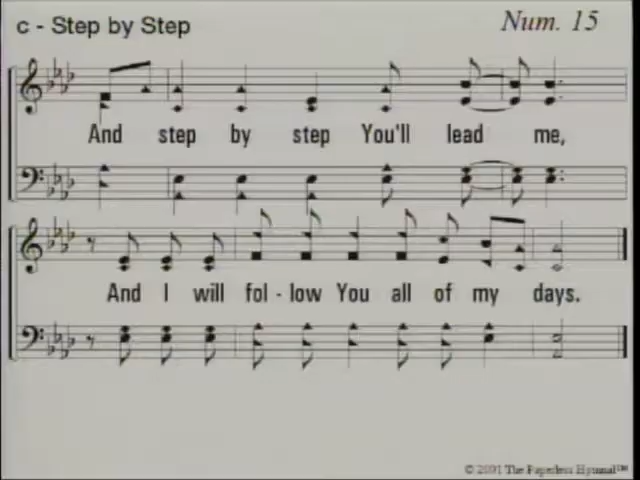 c - Step by Step
Num. 15
And step by step You'll lead me,
And I will fol - low You all of my days.
© 2001 The Paperless Hymnal™